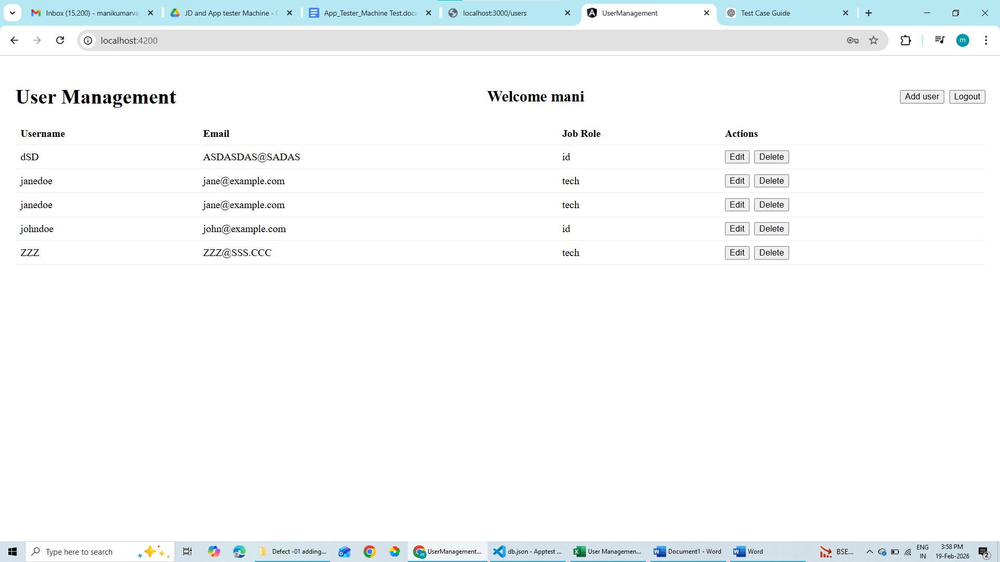 Inbox (15,200) - manikumarva
JD and App tester Machine - G
App_Tester_Machine Test.docx
localhost:3000/users
UserManagement
Test Case Guide
localhost:4200
m
User Management
Welcome mani
Add user
Logout
Username Email Job Role Actions
dSD ASDASDAS@SADAS id Edit Delete
janedoe jane@example.com tech Edit Delete
janedoe jane@example.com tech Edit Delete
johndoe john@example.com id Edit Delete
ZZZ ZZZ@SSS.CCC tech Edit Delete
Type here to search
Defect -01 adding...
UserManagement...
db.json - Apptest ...
User Managemen...
Document1 - Word
Word
BSE...
ENG
IN
3:58 PM
19-Feb-2026
2